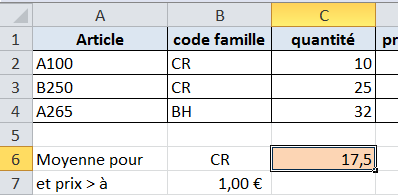 A B C
1 Article code famille quantité pr
2 A100 CR 10
3 B250 CR 25
4 A265 BH 32
5
6 Moyenne pour CR 17,5
7 et prix > à 1,00 €